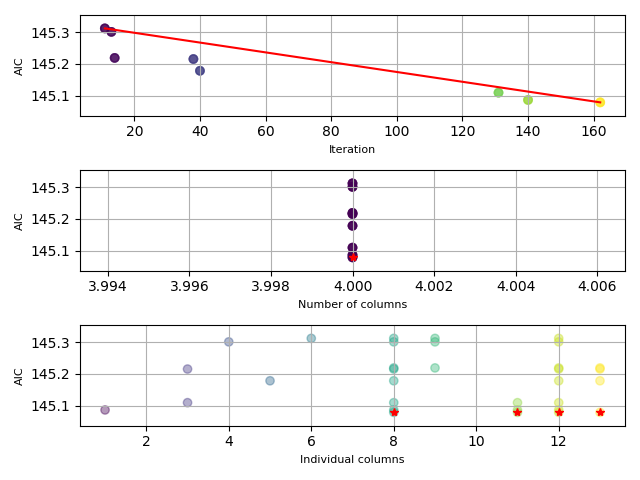 145.3
145.2
145.1
AIC
20 40 60 80 100 120 140 160
Iteration
145.3
145.2
145.1
AIC
3.994 3.996 3.998 4.000 4.002 4.004 4.006
Number of columns
145.3
145.2
145.1
AIC
2 4 6 8 10 12
Individual columns